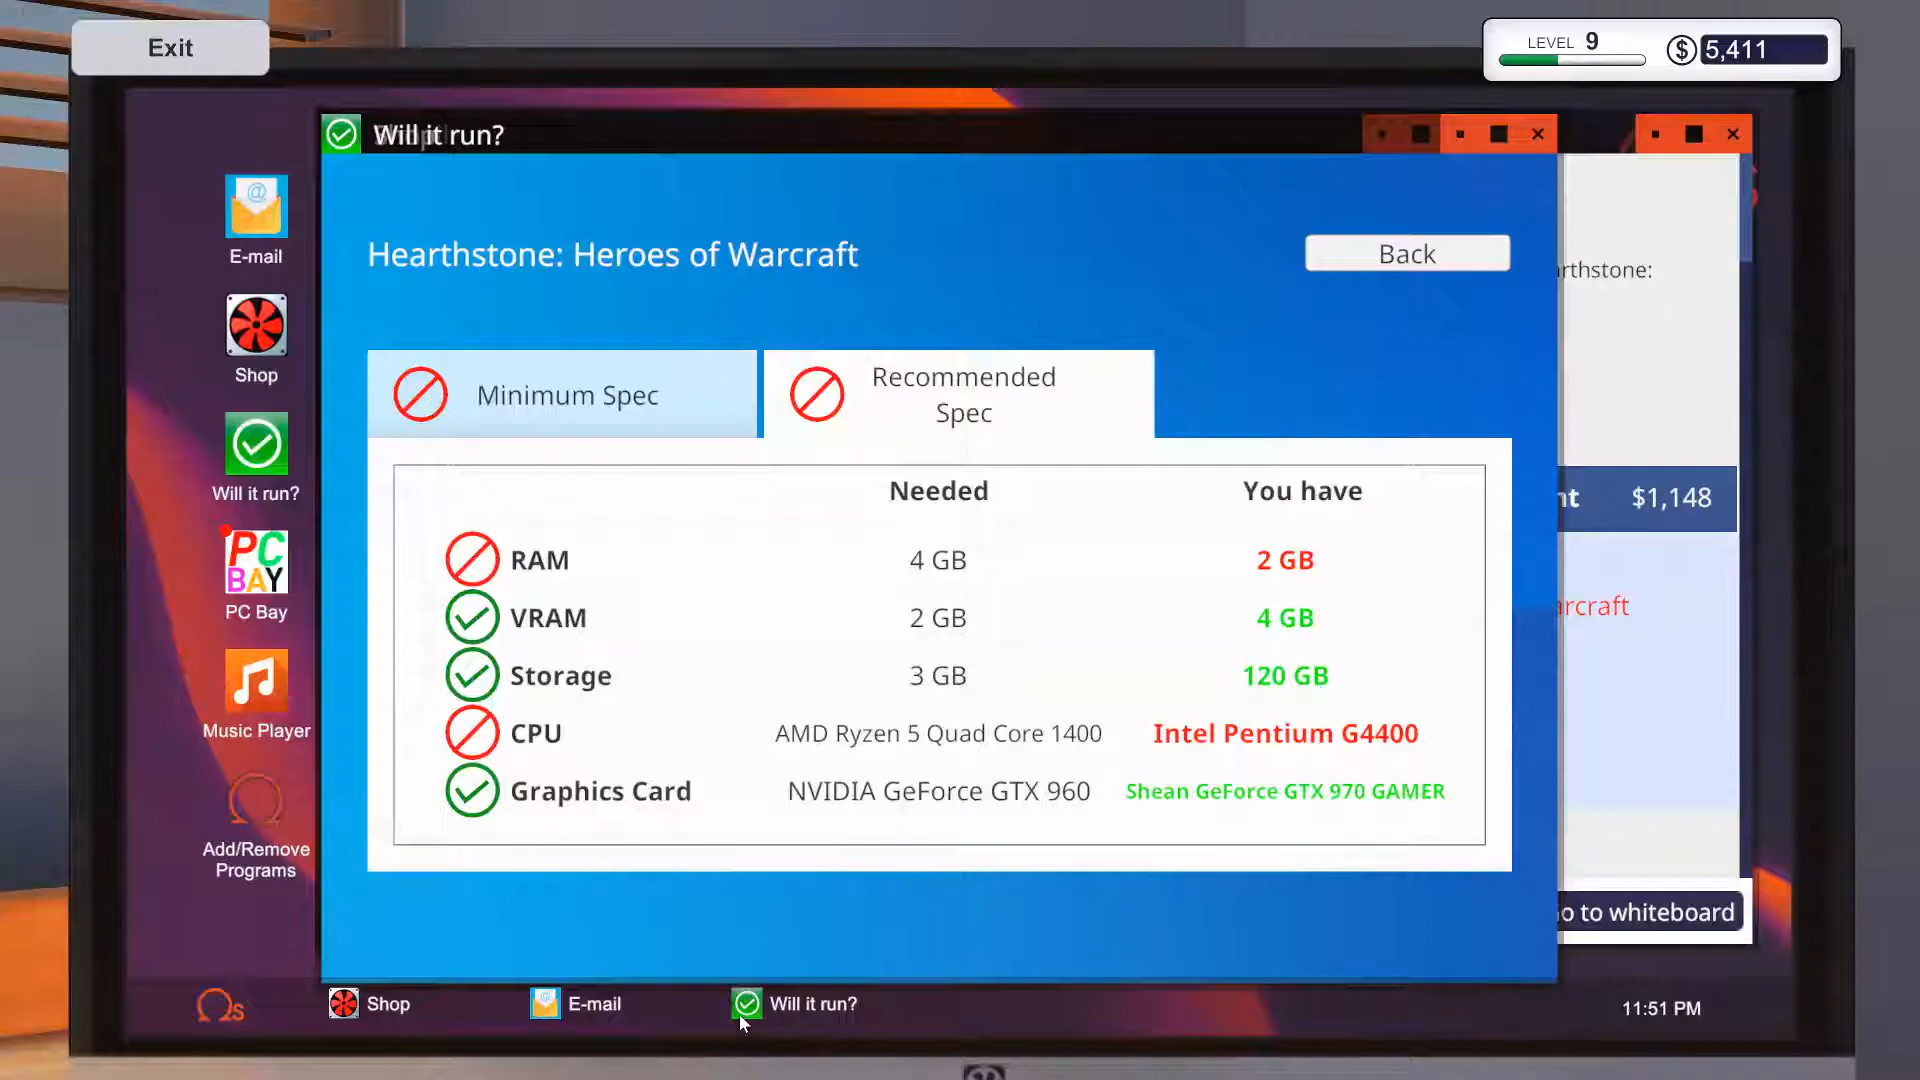 Exit
LEVEL 9
$ 5,411
Will it run?
E-mail
Shop
Will it run?
PC BAY
PC Bay
Music Player
Add/Remove
Programs
Hearthstone: Heroes of Warcraft
Back
Minimum Spec
Recommended
Spec
Needed You have
RAM 4 GB 2 GB
VRAM 2 GB 4 GB
Storage 3 GB 120 GB
CPU AMD Ryzen 5 Quad Core 1400 Intel Pentium G4400
Graphics Card NVIDIA GeForce GTX 960 Shean GeForce GTX 970 GAMER
rthstone:
nt $1,148
arcraft
o to whiteboard
Ωs
Shop
E-mail
Will it run?
11:51 PM